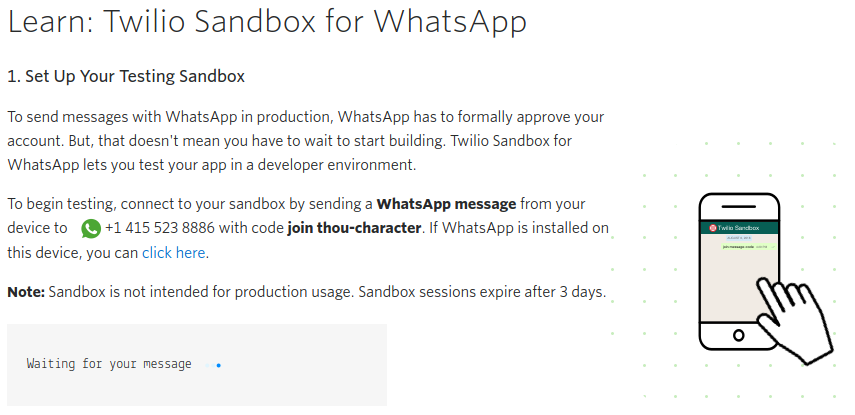 Learn: Twilio Sandbox for WhatsApp
1. Set Up Your Testing Sandbox
To send messages with WhatsApp in production, WhatsApp has to formally approve your
account. But, that doesn't mean you have to wait to start building. Twilio Sandbox for
WhatsApp lets you test your app in a developer environment.
To begin testing, connect to your sandbox by sending a WhatsApp message from your
device to +1 415 523 8886 with code join thou-character. If WhatsApp is installed on
this device, you can click here.
Note: Sandbox is not intended for production usage. Sandbox sessions expire after 3 days.
Waiting for your message
Twilio Sandbox